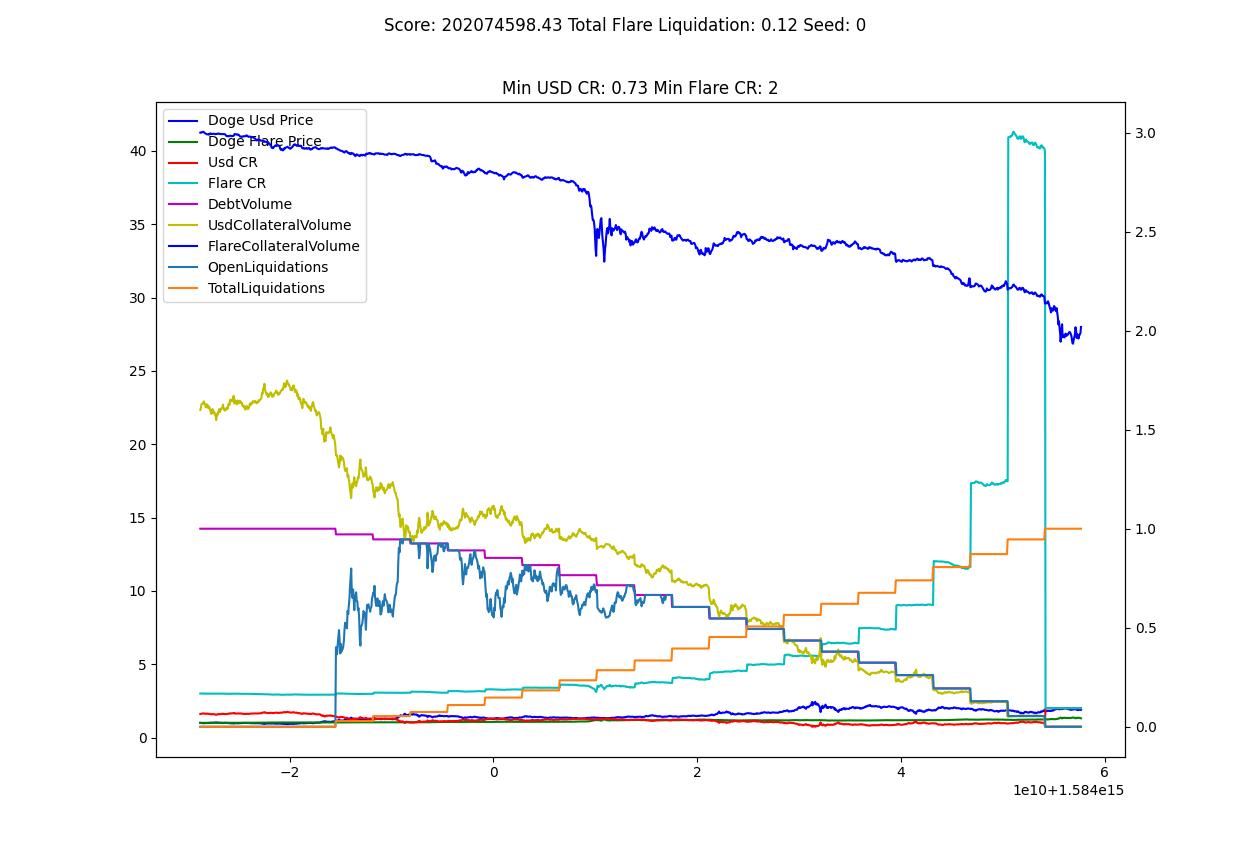 Score: 202074598.43 Total Flare Liquidation: 0.12 Seed: 0
Min USD CR: 0.73 Min Flare CR: 2
Doge Usd Price
Doge Flare Price
Usd CR
Flare CR
DebtVolume
UsdCollateralVolume
FlareCollateralVolume
OpenLiquidations
TotalLiquidations
40
35
30
25
20
15
10
5
0
3.0
2.5
2.0
1.5
1.0
0.5
0.0
−2 0 2 4 6
1e10+1.584e15